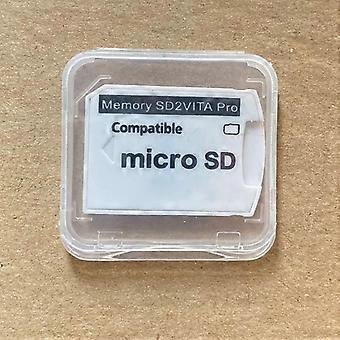 Memory SD2VITA Pro
Compatible
micro SD